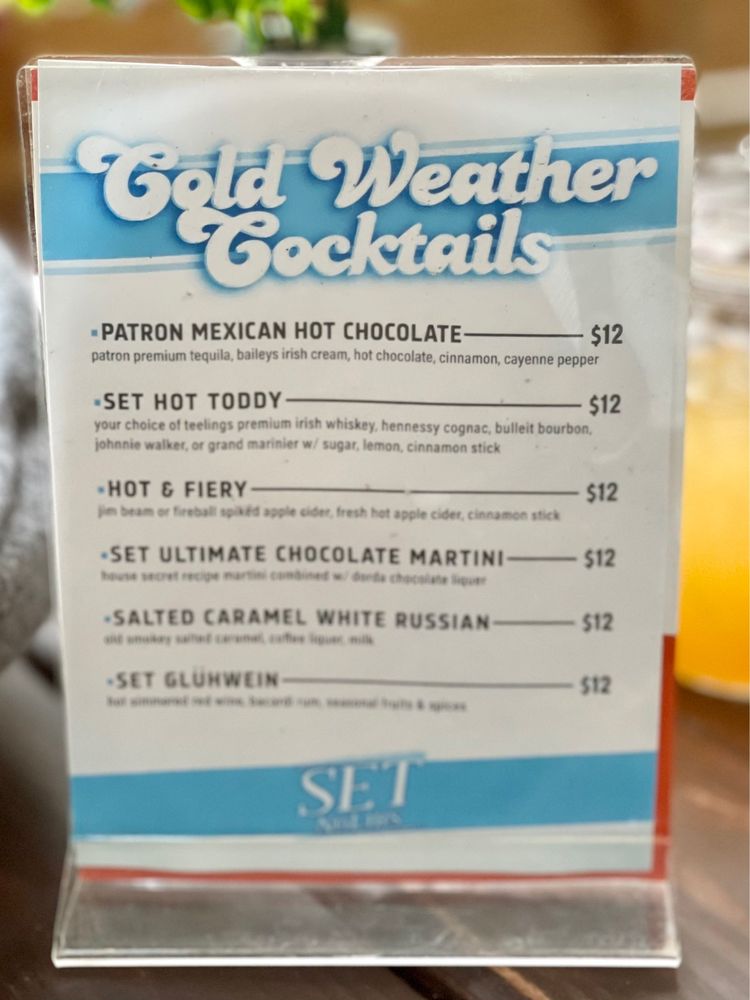 Cold Weather
Cocktails
▪PATRON MEXICAN HOT CHOCOLATE $12
patron premium tequila, baileys irish cream, hot chocolate, cinnamon, cayenne pepper
▪SET HOT TODDY $12
your choice of teelings premium irish whiskey, hennessy cognac, bulleit bourbon,
johnnie walker, or grand marinier w/ sugar, lemon, cinnamon stick
▪HOT & FIERY $12
jim beam or fireball spiked apple cider, fresh hot apple cider, cinnamon stick
▪SET ULTIMATE CHOCOLATE MARTINI $12
house secret recipe martini combined w/ dorda chocolate liquer
▪SALTED CARAMEL WHITE RUSSIAN $12
old smokey salted caramel, coffee liquer, milk
▪SET GLÜHWEIN $12
hot simmered red wine, bacardi rum, seasonal fruits & spices
SET